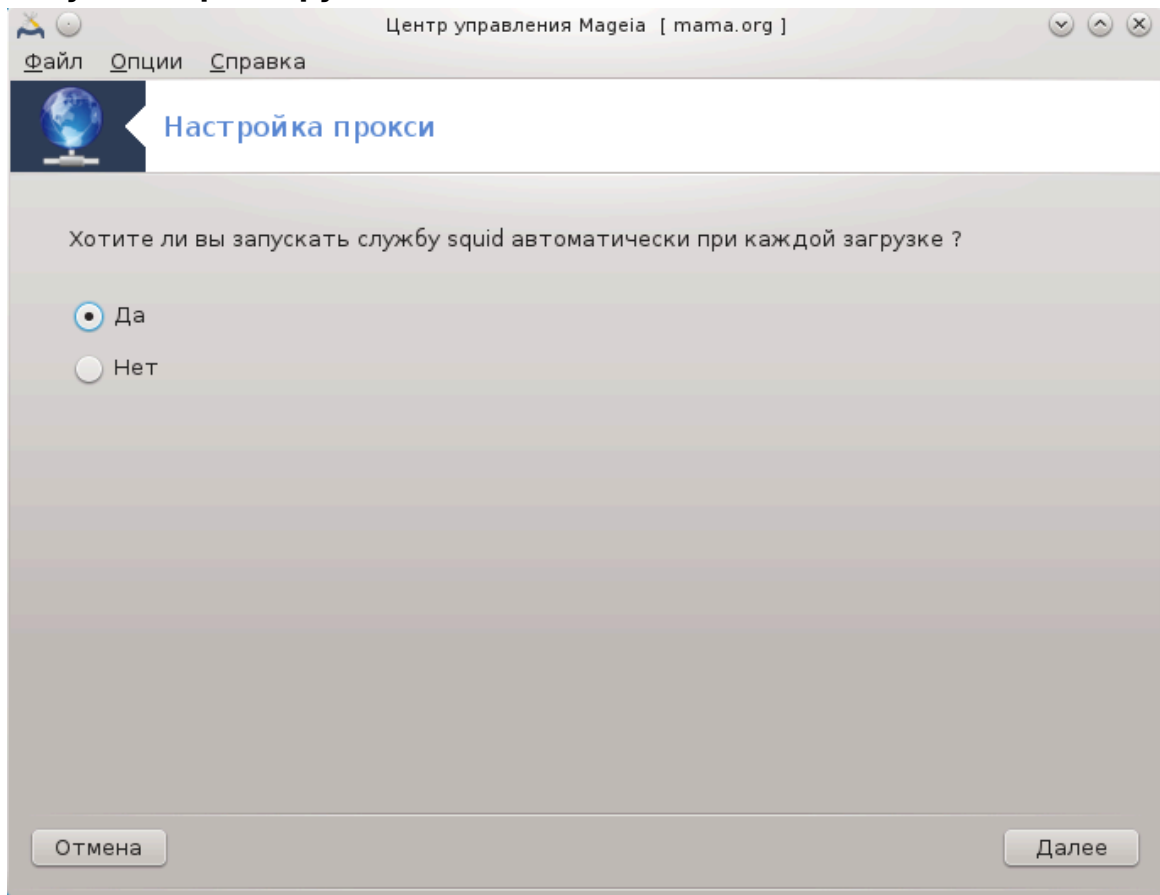 Центр управления Mageia [ mama.org ]
Файл Опции Справка
Настройка прокси
Хотите ли вы запускать службу squid автоматически при каждой загрузке ?
Да
Нет
Отмена Далее